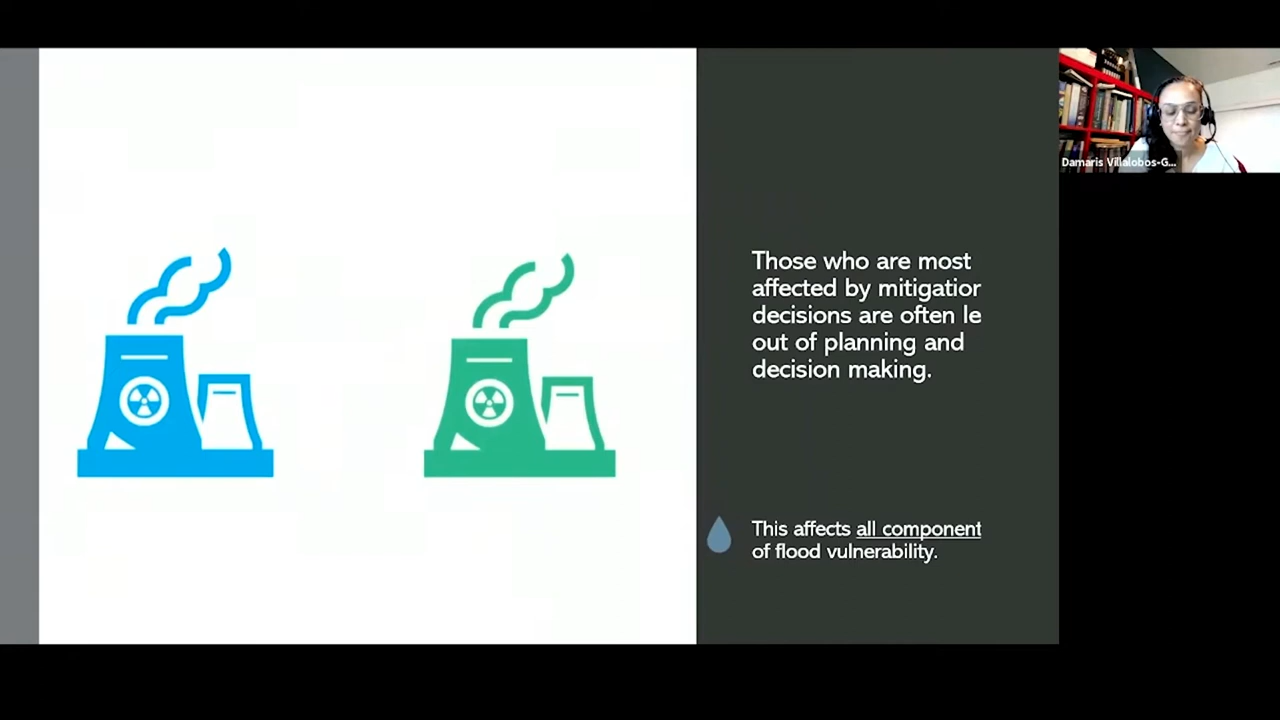 Those who are most
affected by mitigatior
decisions are often le
out of planning and
decision making.
This affects all component
of flood vulnerability.
Damaris Villalobos-G...